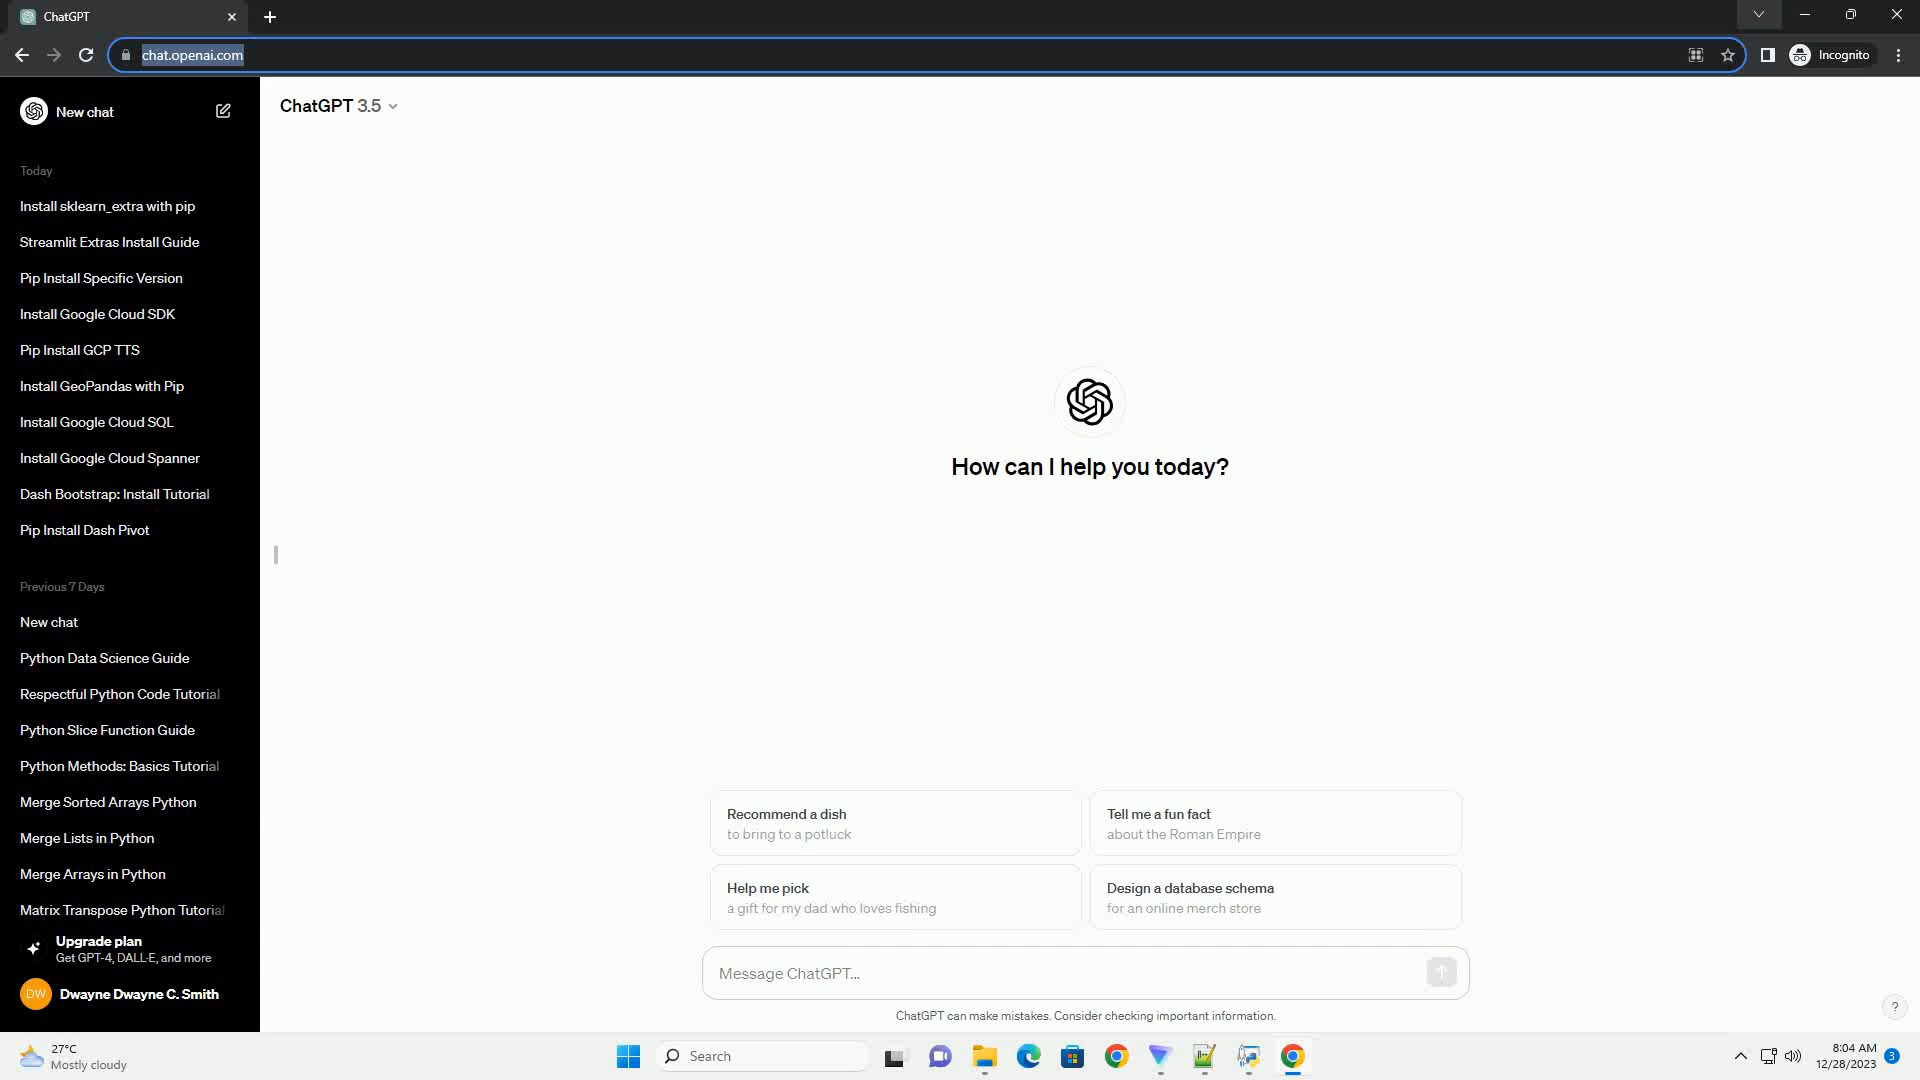 ChatGPT
chat.openai.com
Incognito
New chat
ChatGPT 3.5
Today
Install sklearn_extra with pip
Streamlit Extras Install Guide
Pip Install Specific Version
Install Google Cloud SDK
Pip Install GCP TTS
Install GeoPandas with Pip
Install Google Cloud SQL
Install Google Cloud Spanner
Dash Bootstrap: Install Tutorial
Pip Install Dash Pivot
Previous 7 Days
New chat
Python Data Science Guide
Respectful Python Code Tutorial
Python Slice Function Guide
Python Methods: Basics Tutorial
Merge Sorted Arrays Python
Merge Lists in Python
Merge Arrays in Python
Matrix Transpose Python Tutorial
Upgrade plan
Get GPT-4, DALL·E, and more
DW
Dwayne Dwayne C. Smith
How can I help you today?
Recommend a dish
to bring to a potluck
Tell me a fun fact
about the Roman Empire
Help me pick
a gift for my dad who loves fishing
Design a database schema
for an online merch store
Message ChatGPT...
ChatGPT can make mistakes. Consider checking important information.
?
27°C
Mostly cloudy
Search
8:04 AM
12/28/2023
3